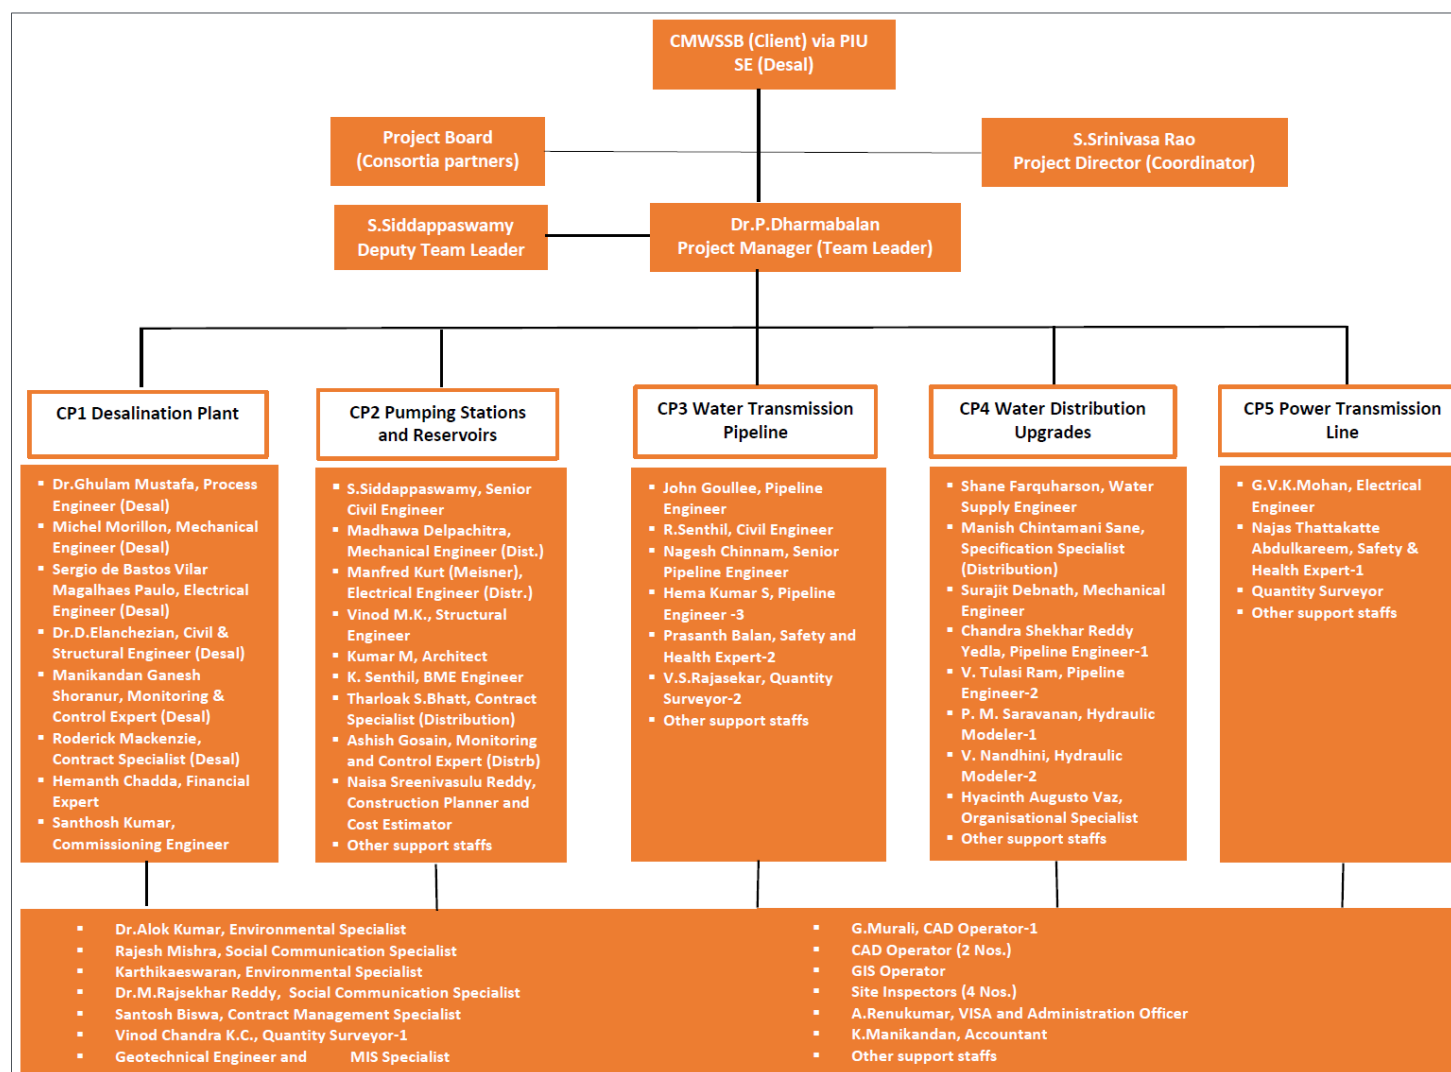 CMWSSB (Client) via PIU
SE (Desal)
Project Board
(Consortia partners)
S.Srinivasa Rao
Project Director (Coordinator)
S.Siddappaswamy
Deputy Team Leader
Dr.P.Dharmabalan
Project Manager (Team Leader)
CP1 Desalination Plant
CP2 Pumping Stations
and Reservoirs
CP3 Water Transmission
Pipeline
CP4 Water Distribution
Upgrades
CP5 Power Transmission
Line
▪ Dr.Ghulam Mustafa, Process
Engineer (Desal)
▪ Michel Morillon, Mechanical
Engineer (Desal)
▪ Sergio de Bastos Vilar
Magalhaes Paulo, Electrical
Engineer (Desal)
▪ Dr.D.Elanchezian, Civil &
Structural Engineer (Desal)
▪ Manikandan Ganesh
Shoranur, Monitoring &
Control Expert (Desal)
▪ Roderick Mackenzie,
Contract Specialist (Desal)
▪ Hemanth Chadda, Financial
Expert
▪ Santhosh Kumar,
Commissioning Engineer
▪ S.Siddappaswamy, Senior
Civil Engineer
▪ Madhawa Delpachitra,
Mechanical Engineer (Dist.)
▪ Manfred Kurt (Meisner),
Electrical Engineer (Distr.)
▪ Vinod M.K., Structural
Engineer
▪ Kumar M, Architect
▪ K. Senthil, BME Engineer
▪ Tharloak S.Bhatt, Contract
Specialist (Distribution)
▪ Ashish Gosain, Monitoring
and Control Expert (Distrb)
▪ Naisa Sreenivasulu Reddy,
Construction Planner and
Cost Estimator
▪ Other support staffs
▪ John Goullee, Pipeline
Engineer
▪ R.Senthil, Civil Engineer
▪ Nagesh Chinnam, Senior
Pipeline Engineer
▪ Hema Kumar S, Pipeline
Engineer -3
▪ Prasanth Balan, Safety and
Health Expert-2
▪ V.S.Rajasekar, Quantity
Surveyor-2
▪ Other support staffs
▪ Shane Farquharson, Water
Supply Engineer
▪ Manish Chintamani Sane,
Specification Specialist
(Distribution)
▪ Surajit Debnath, Mechanical
Engineer
▪ Chandra Shekhar Reddy
Yedla, Pipeline Engineer-1
▪ V. Tulasi Ram, Pipeline
Engineer-2
▪ P. M. Saravanan, Hydraulic
Modeler-1
▪ V. Nandhini, Hydraulic
Modeler-2
▪ Hyacinth Augusto Vaz,
Organisational Specialist
▪ Other support staffs
▪ G.V.K.Mohan, Electrical
Engineer
▪ Najas Thattakatte
Abdulkareem, Safety &
Health Expert-1
▪ Quantity Surveyor
▪ Other support staffs
▪ Dr.Alok Kumar, Environmental Specialist
▪ Rajesh Mishra, Social Communication Specialist
▪ Karthikaeswaran, Environmental Specialist
▪ Dr.M.Rajsekhar Reddy, Social Communication Specialist
▪ Santosh Biswa, Contract Management Specialist
▪ Vinod Chandra K.C., Quantity Surveyor-1
▪ Geotechnical Engineer and MIS Specialist
▪ G.Murali, CAD Operator-1
▪ CAD Operator (2 Nos.)
▪ GIS Operator
▪ Site Inspectors (4 Nos.)
▪ A.Renukumar, VISA and Administration Officer
▪ K.Manikandan, Accountant
▪ Other support staffs